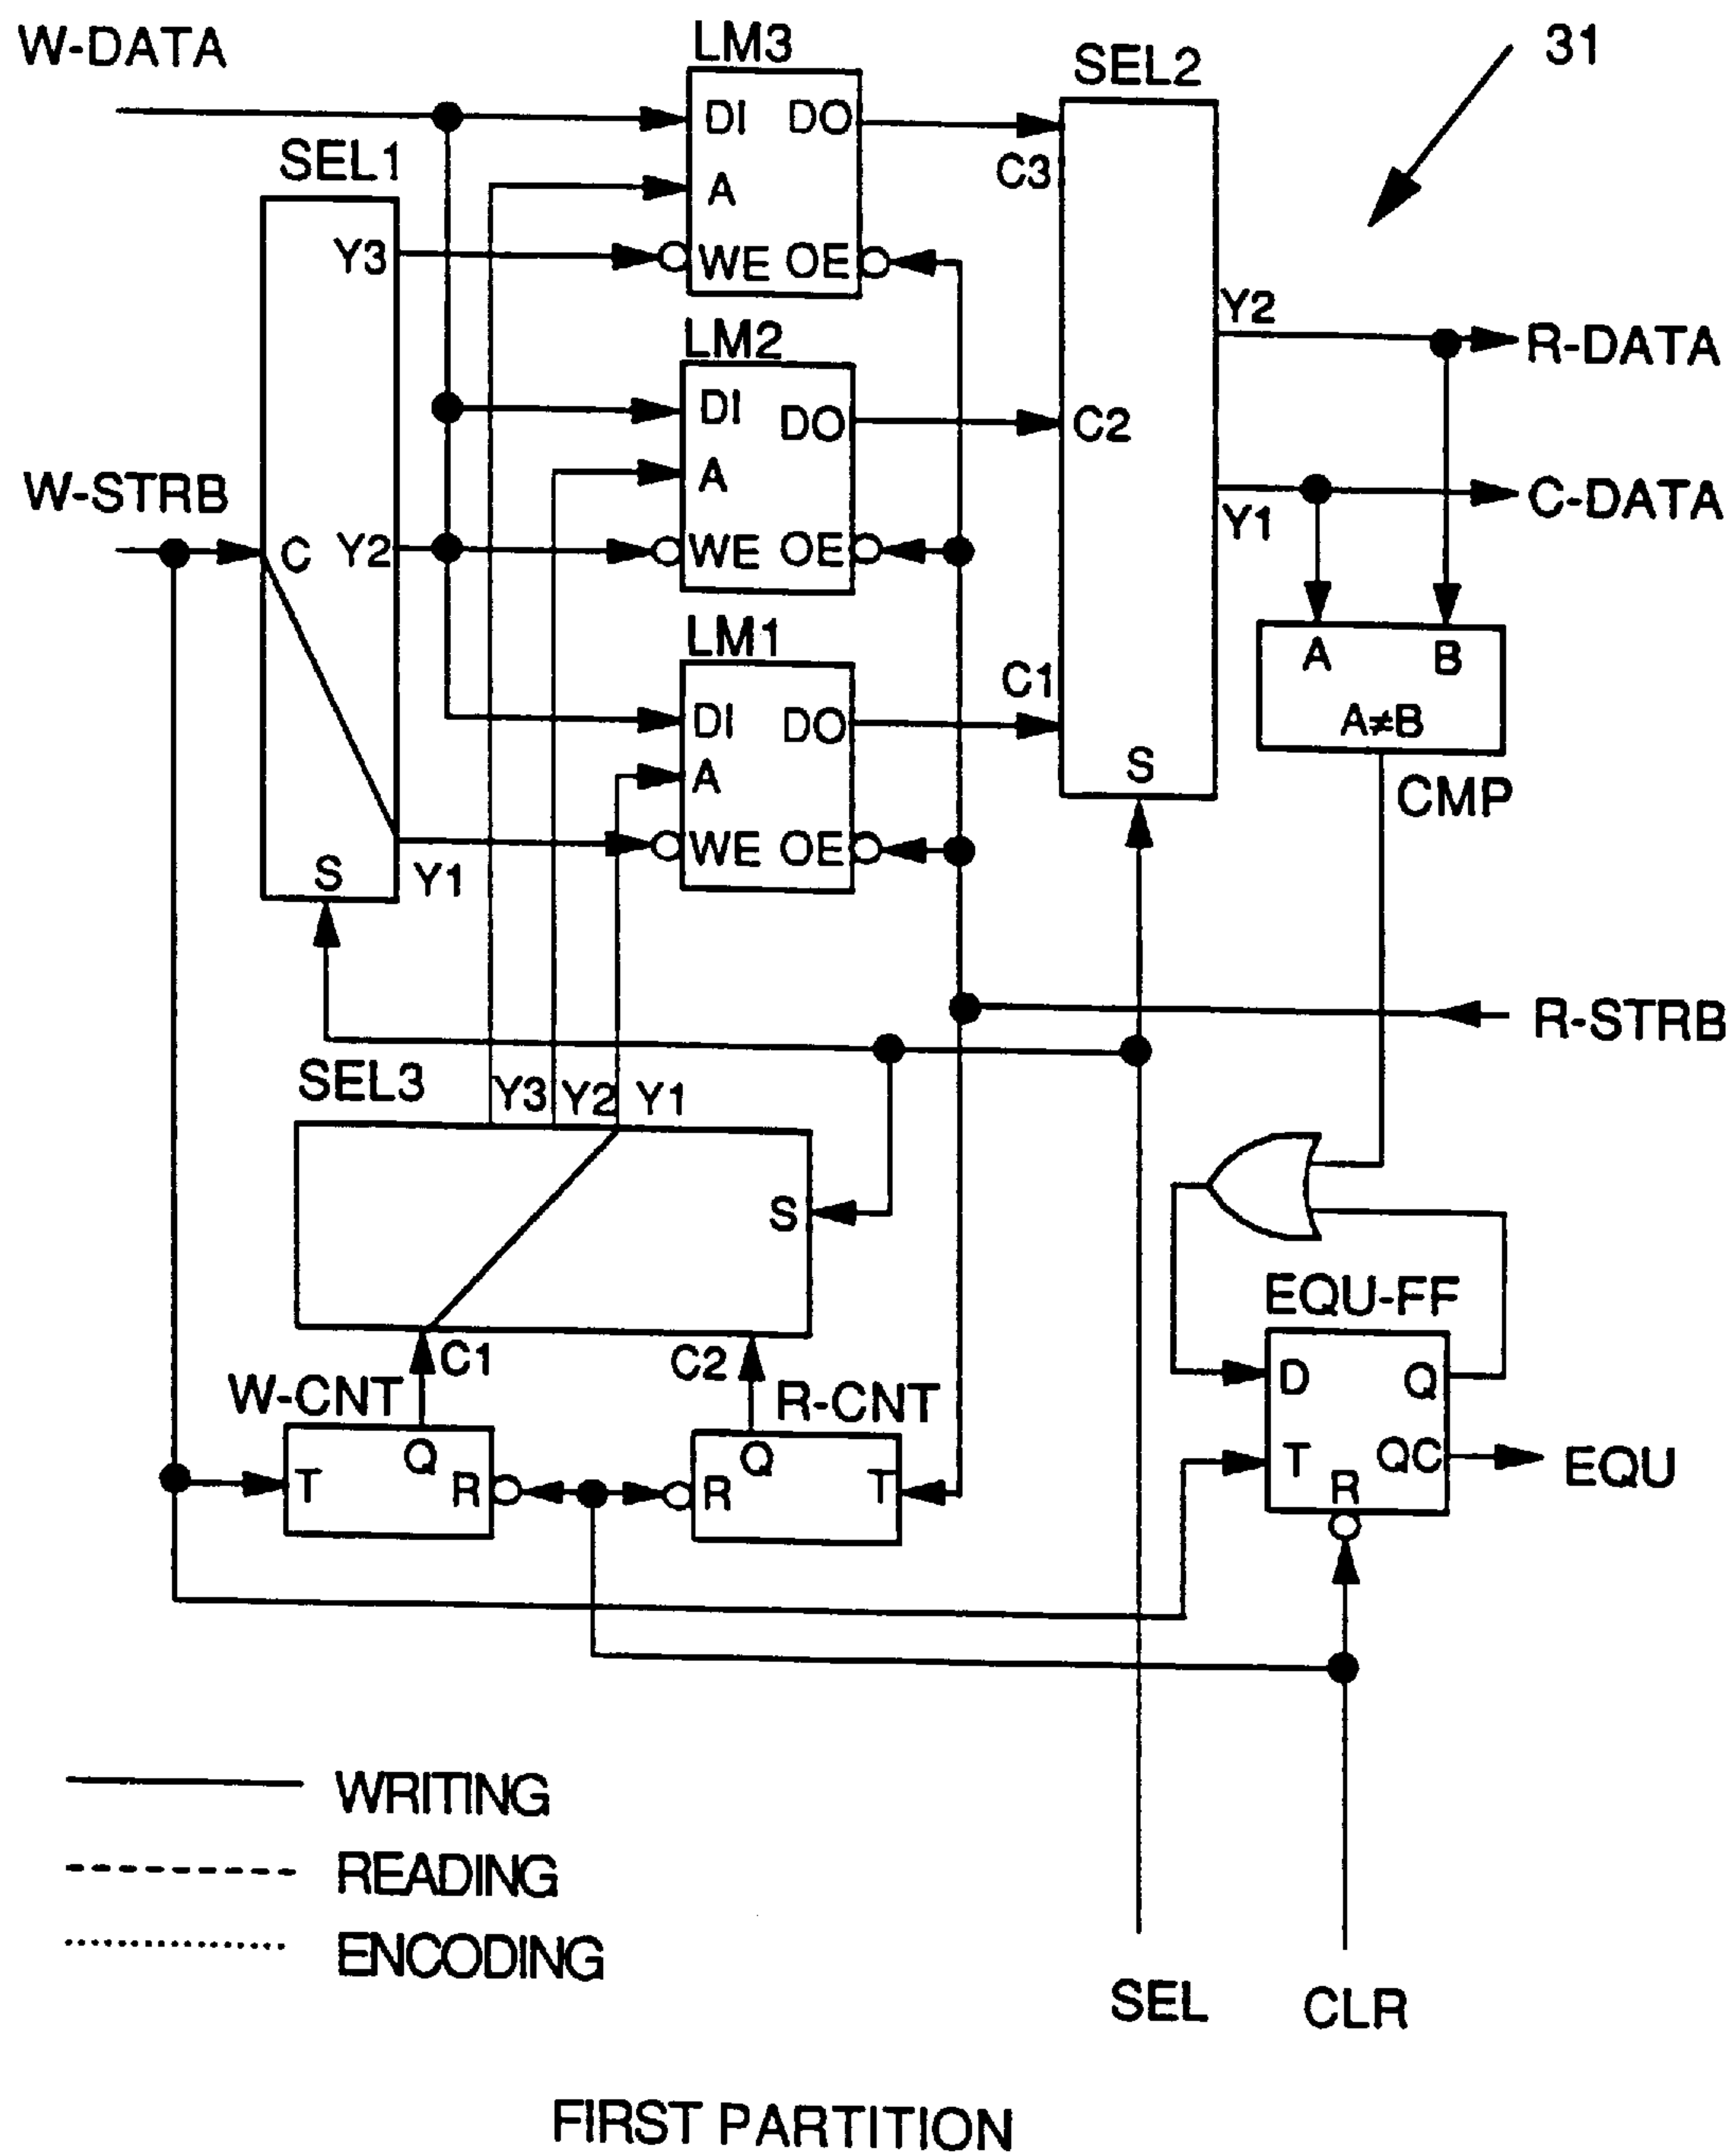 W-DATA
LM3
SEL2
31
DI DO
SEL1
C3
A
Y3
WE OE
Y2
R-DATA
LM2
DI
DO
C2
A
W-STRB
C-DATA
Y1
C Y2
WE OE
LM1
A B
C1
DI DO
A≠B
S
A
CMP
WE OE
S
Y1
R-STRB
SEL3
Y3 Y2 Y1
S
EQU-FF
C1
C2
D Q
W-CNT
R-CNT
Q
Q
T
R
R
T
T QC
EQU
R
WRITING
READING
ENCODING
SEL
CLR
FIRST PARTITION